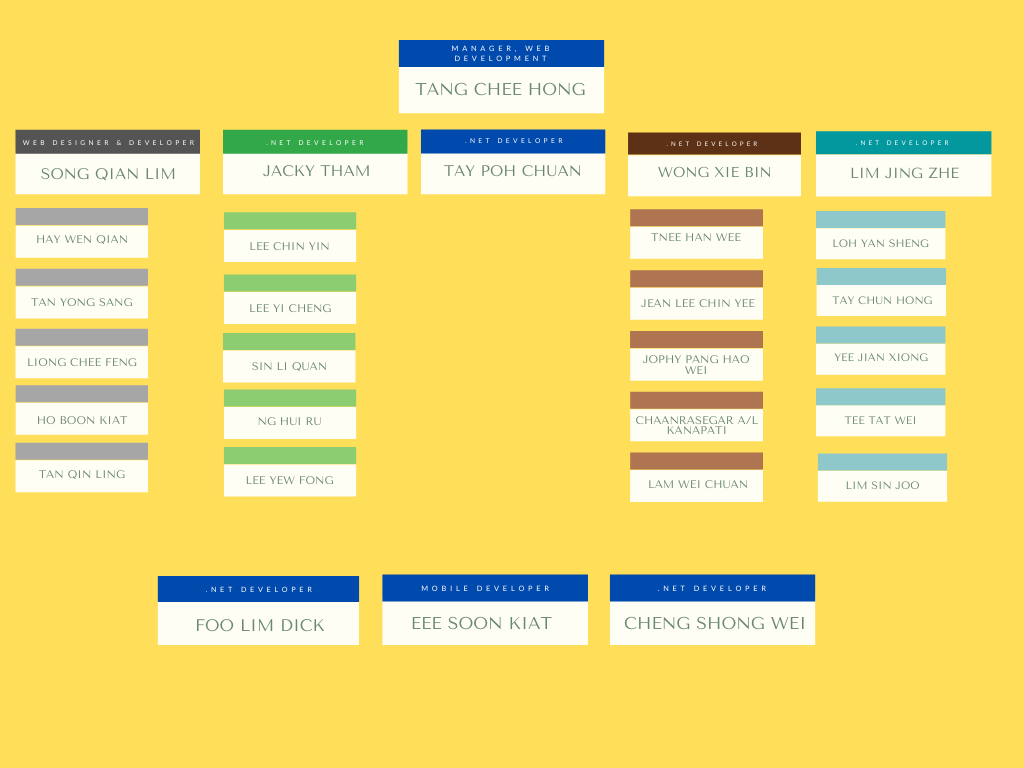 MANAGER, WEB
DEVELOPMENT
TANG CHEE HONG
WEB DESIGNER & DEVELOPER
SONG QIAN LIM
HAY WEN QIAN
TAN YONG SANG
LIONG CHEE FENG
HO BOON KIAT
TAN QIN LING
.NET DEVELOPER
JACKY THAM
LEE CHIN YIN
LEE YI CHENG
SIN LI QUAN
NG HUI RU
LEE YEW FONG
.NET DEVELOPER
TAY POH CHUAN
.NET DEVELOPER
WONG XIE BIN
TNEE HAN WEE
JEAN LEE CHIN YEE
JOPHY PANG HAO
WEI
CHAANRASEGAR A/L
KANAPATI
LAM WEI CHUAN
.NET DEVELOPER
LIM JING ZHE
LOH YAN SHENG
TAY CHUN HONG
YEE JIAN XIONG
TEE TAT WEI
LIM SIN JOO
.NET DEVELOPER
FOO LIM DICK
MOBILE DEVELOPER
EEE SOON KIAT
.NET DEVELOPER
CHENG SHONG WEI